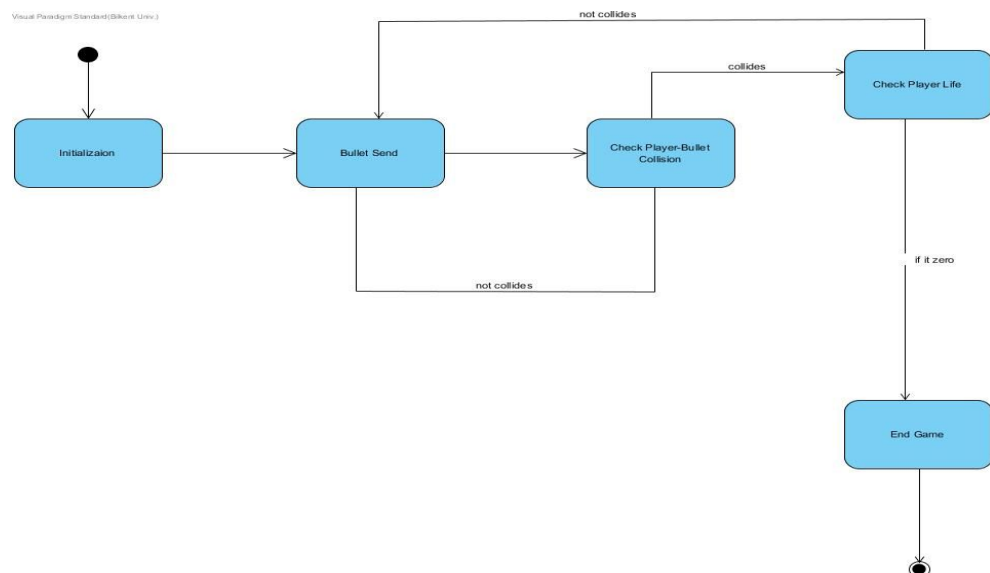 Visual Paradigm Standard(Bilkent Univ.)
not collides
collides
Check Player Life
Initializaion
Bullet Send
Check Player-Bullet
Collision
if it zero
not collides
End Game